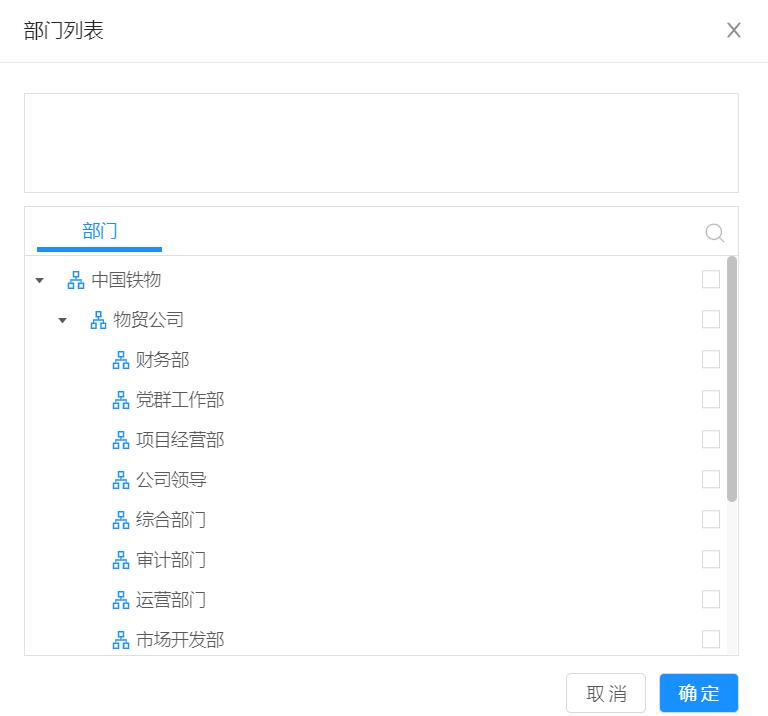 部门列表
部门
中国铁物
物贸公司
财务部
党群工作部
项目经营部
公司领导
综合部门
审计部门
运营部门
市场开发部
取消
确定